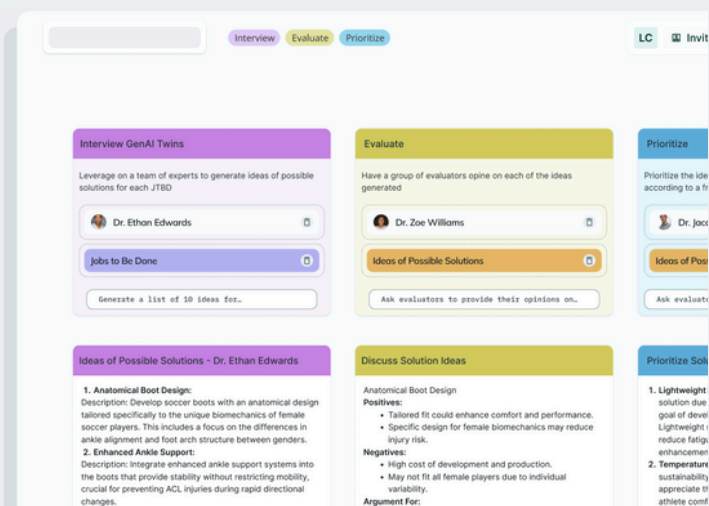 Interview Evaluate Prioritize
LC
Invit
Interview GenAI Twins
Leverage on a team of experts to generate ideas of possible
solutions for each JTBD
Dr. Ethan Edwards
Jobs to Be Done
Generate a list of 10 ideas for…
Evaluate
Have a group of evaluators opine on each of the ideas
generated
Dr. Zoe Williams
Ideas of Possible Solutions
Ask evaluators to provide their opinions on…
Prioritize
Prioritize the ide
according to a fr
Dr. Jac
Ideas of Pos
Ask evaluat
Ideas of Possible Solutions - Dr. Ethan Edwards
1. Anatomical Boot Design:
Description: Develop soccer boots with an anatomical design
tailored specifically to the unique biomechanics of female
soccer players. This includes a focus on the differences in
ankle alignment and foot arch structure between genders.
2. Enhanced Ankle Support:
Description: Integrate enhanced ankle support systems into
the boots that provide stability without restricting mobility,
crucial for preventing ACL injuries during rapid directional
changes.
Discuss Solution Ideas
Anatomical Boot Design
Positives:
• Tailored fit could enhance comfort and performance.
• Specific design for female biomechanics may reduce
injury risk.
Negatives:
• High cost of development and production.
• May not fit all female players due to individual
variability.
Argument For:
Prioritize Sol
1. Lightweight
solution due
goal of devel
Lightweight
reduce fatig
enhancemen
2. Temperature
sustainability
appreciate th
athlete comf